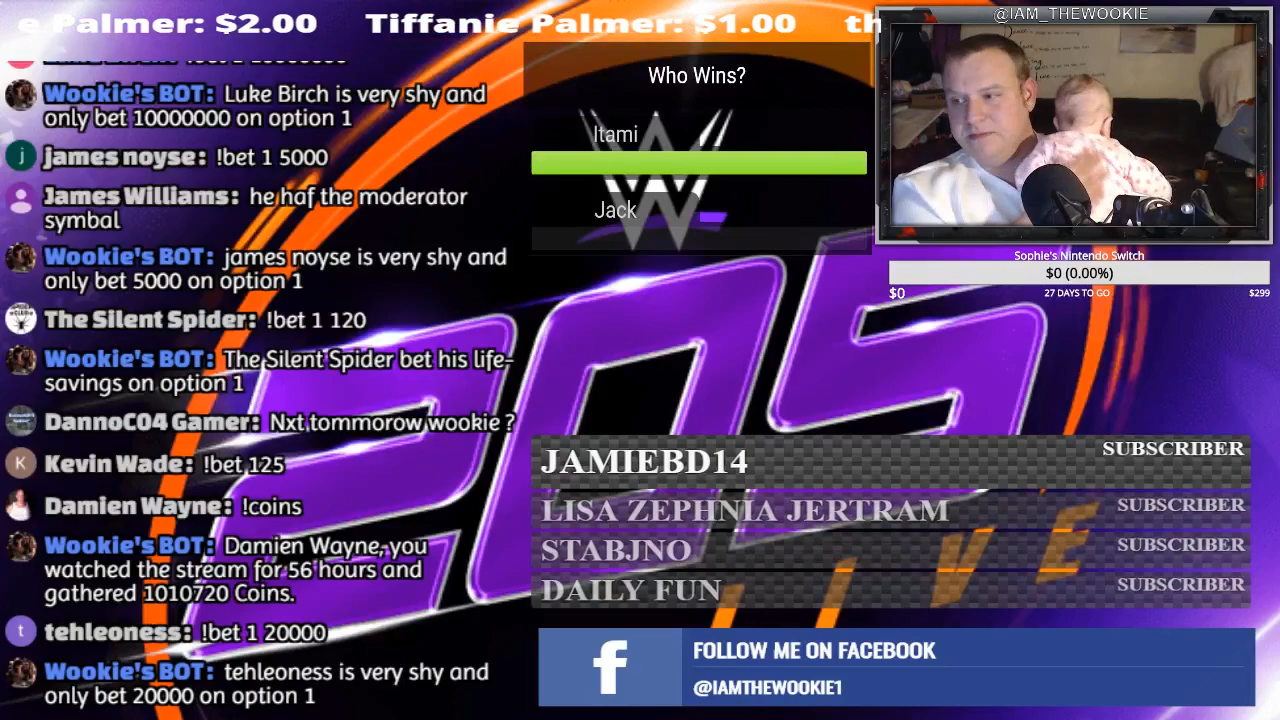 e Palmer: $2.00 Tiffanie Palmer: $1.00 th
Wookie's BOT: Luke Birch is very shy and
only bet 10000000 on option 1
j
james noyse: !bet 1 5000
James Williams: he haf the moderator
symbal
Wookie's BOT: james noyse is very shy and
only bet 5000 on option 1
The Silent Spider: !bet 1 120
Wookie's BOT: The Silent Spider bet his life-
savings on option 1
DannoC04 Gamer: Nxt tommorow wookie ?
K
Kevin Wade: !bet 125
Damien Wayne: !coins
Wookie's BOT: Damien Wayne, you
watched the stream for 56 hours and
gathered 1010720 Coins.
t
tehleoness: !bet 1 20000
Wookie's BOT: tehleoness is very shy and
only bet 20000 on option 1
Who Wins?
Itami
Jack
W
205
LIVE
@IAM_THEWOOKIE
Sophie's Nintendo Switch
$0 (0.00%)
$0
27 DAYS TO GO
$299
JAMIEBD14 SUBSCRIBER
LISA ZEPHNIA JERTRAM SUBSCRIBER
STABJNO SUBSCRIBER
DAILY FUN SUBSCRIBER
f
FOLLOW ME ON FACEBOOK
@IAMTHEWOOKIE1